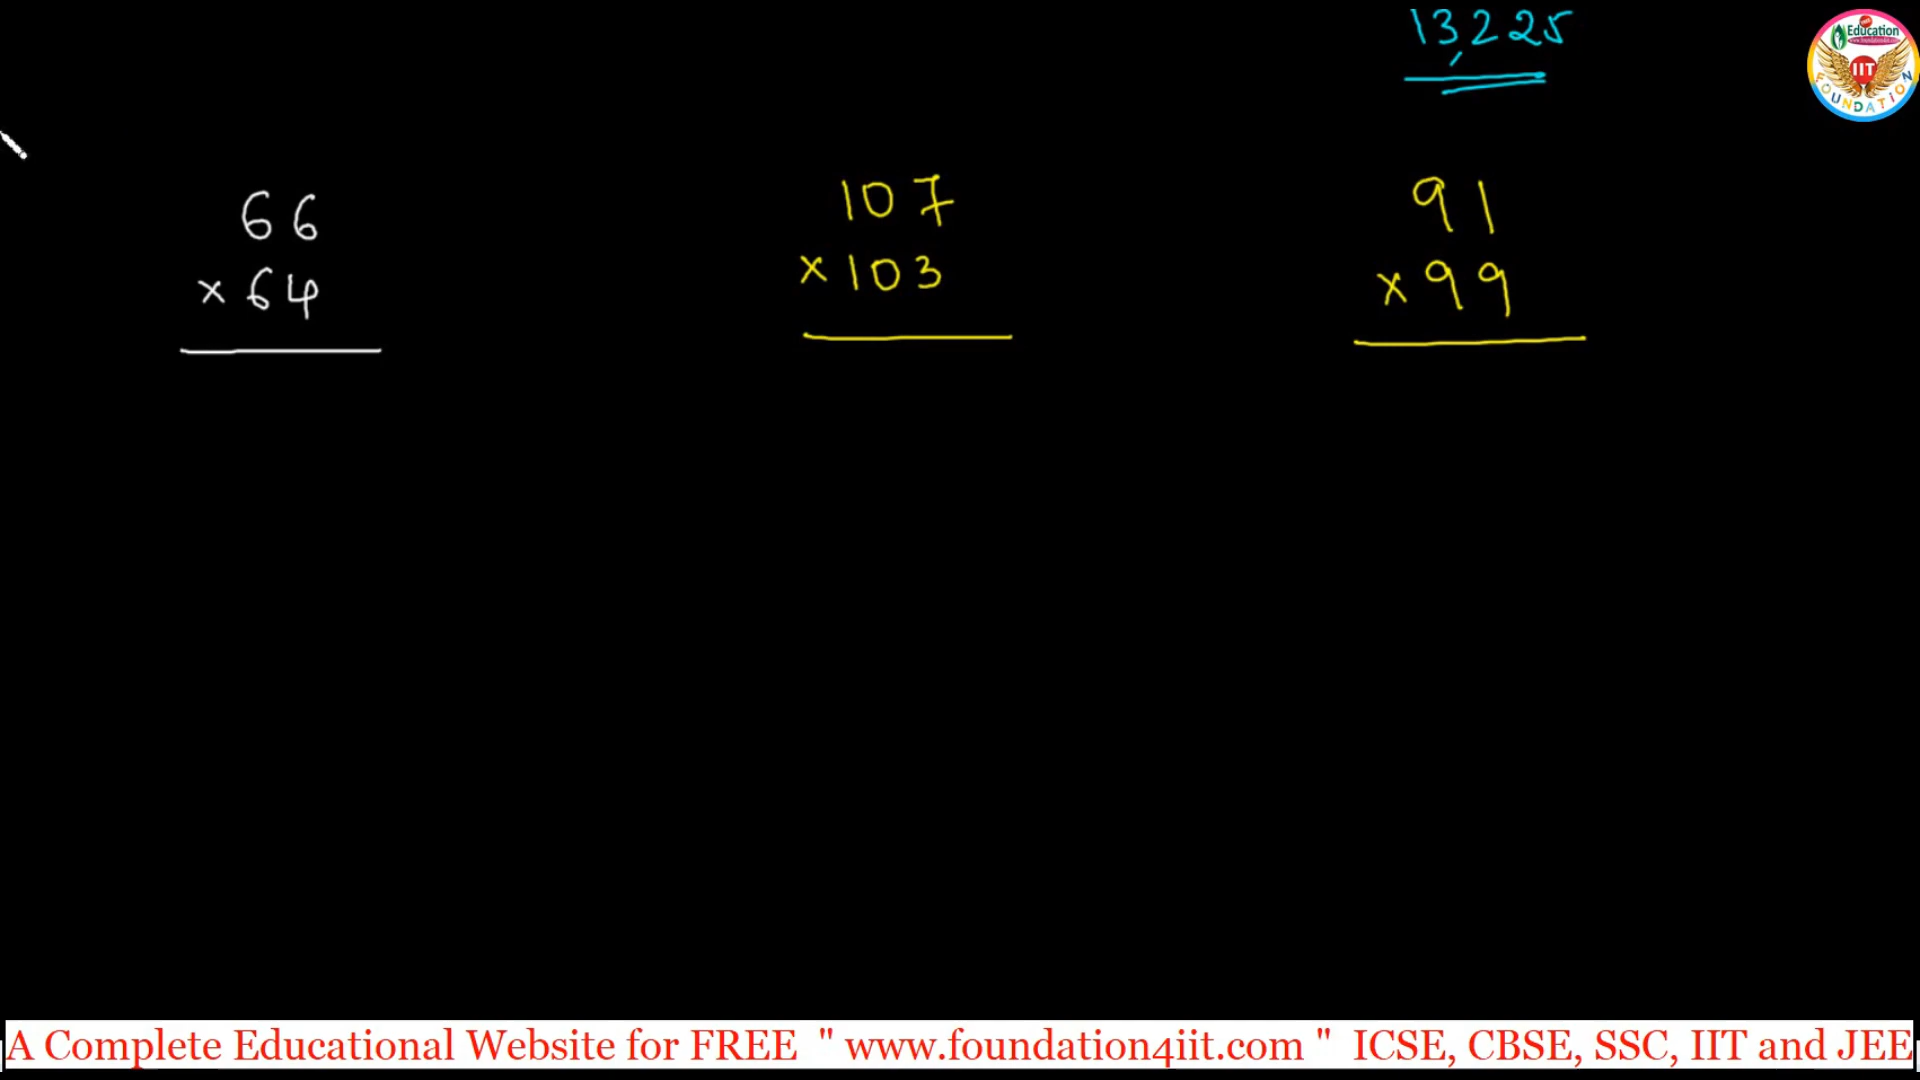 13,225
Education
IIT
FOUNDATION
66
× 64
107
× 103
91
× 99
A Complete Educational Website for FREE " www.foundation4iit.com " ICSE, CBSE, SSC, IIT and JEE